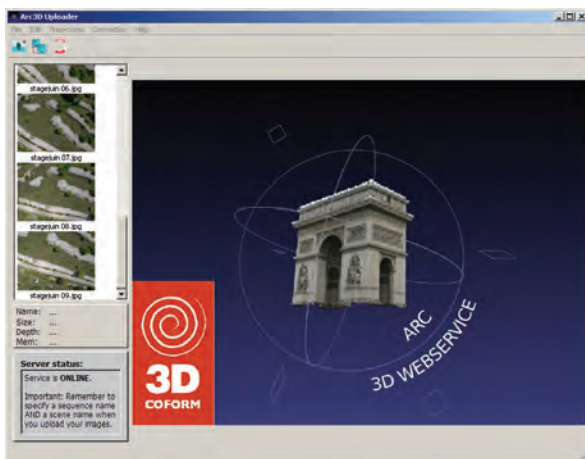 Arc3D Uploader
File Edit Preprocess Connection Help
stagejuin 06.jpg
stagejuin 07.jpg
stagejuin 08.jpg
stagejuin 09.jpg
Name: ...
Size: ...
Depth: ...
Mem: ...
Server status:
Service is ONLINE.
Important: Remember to
specify a sequence name
AND a scene name when
you upload your images.
3D
COFORM
ARC
3D WEBSERVICE